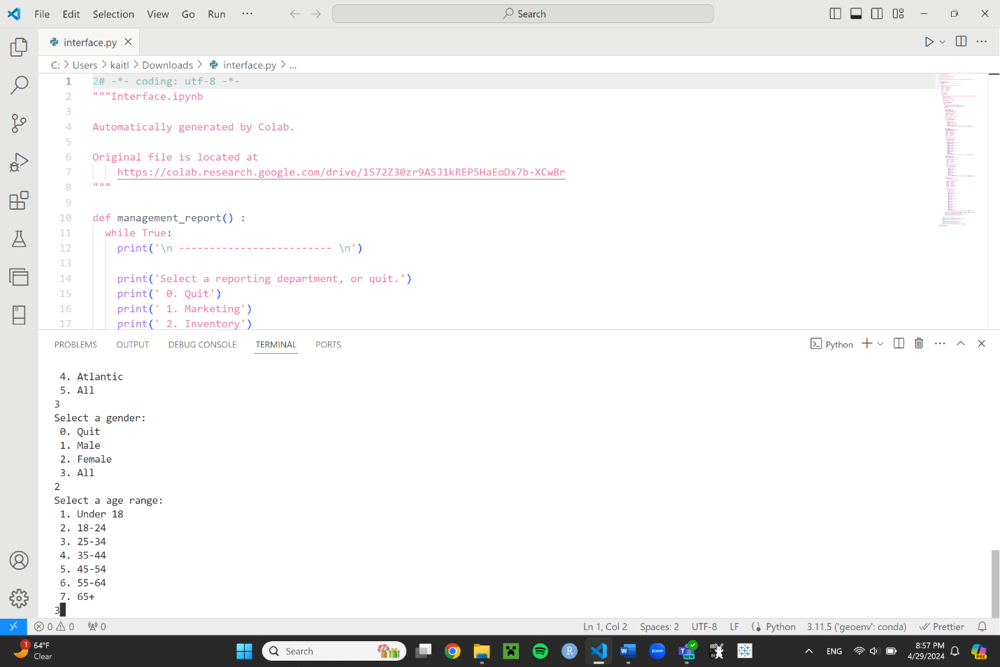 File Edit Selection View Go Run ··· Search
interface.py
C: > Users > kaitl > Downloads > interface.py > ...
1 2# -*- coding: utf-8 -*-
2 """Interface.ipynb
3
4 Automatically generated by Colab.
5
6 Original file is located at
7 https://colab.research.google.com/drive/1S72Z30zr9ASJ1kREP5HaEoDx7b-XCwBr
8 """
9
10 def management_report() :
11 while True:
12 print('\n ------------------------- \n')
13
14 print('Select a reporting department, or quit.')
15 print(' 0. Quit')
16 print(' 1. Marketing')
17 print(' 2. Inventory')
PROBLEMS OUTPUT DEBUG CONSOLE TERMINAL PORTS Python
4. Atlantic
5. All
3
Select a gender:
0. Quit
1. Male
2. Female
3. All
2
Select a age range:
1. Under 18
2. 18-24
3. 25-34
4. 35-44
5. 45-54
6. 55-64
7. 65+
3
0 0 0 Ln 1, Col 2 Spaces: 2 UTF-8 LF Python 3.11.5 ('geoenv': conda) Prettier
1 64°F
Clear
Search
R W zoom T NEW
ENG
8:57 PM
4/29/2024
PRE